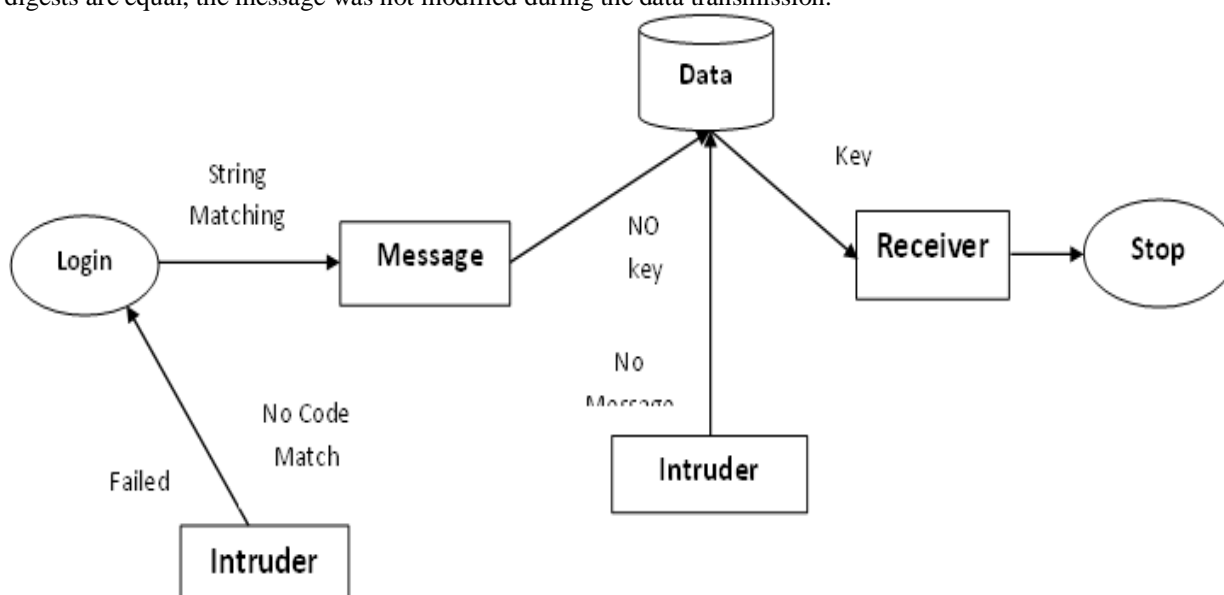 digests are equal, the message was not modified during the data transmission.
Data
Key
String
Matching
NO
key
Login
Message
Receiver
Stop
No
Message
No Code
Match
Failed
Intruder
Intruder